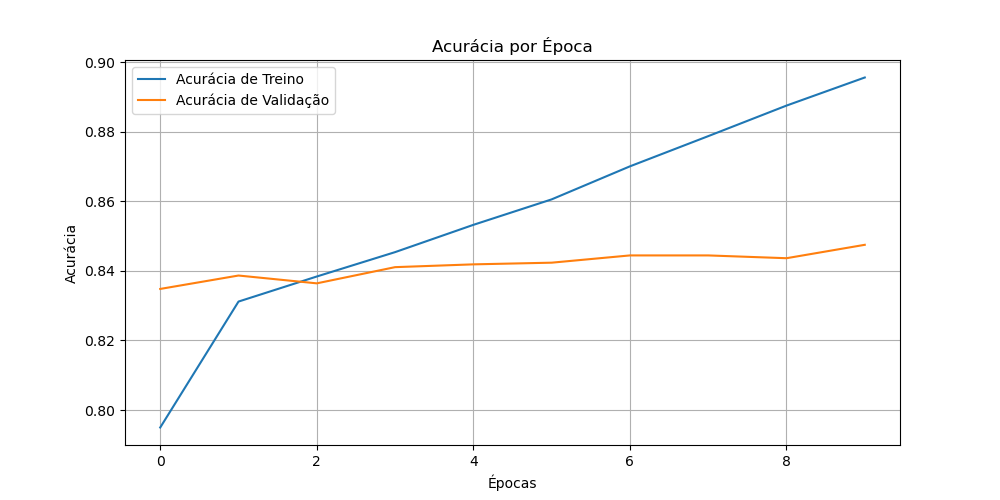 Acurácia por Época
Acurácia de Treino
Acurácia de Validação
0.90
0.88
0.86
0.84
0.82
0.80
Acurácia
0
2
4
6
8
Épocas